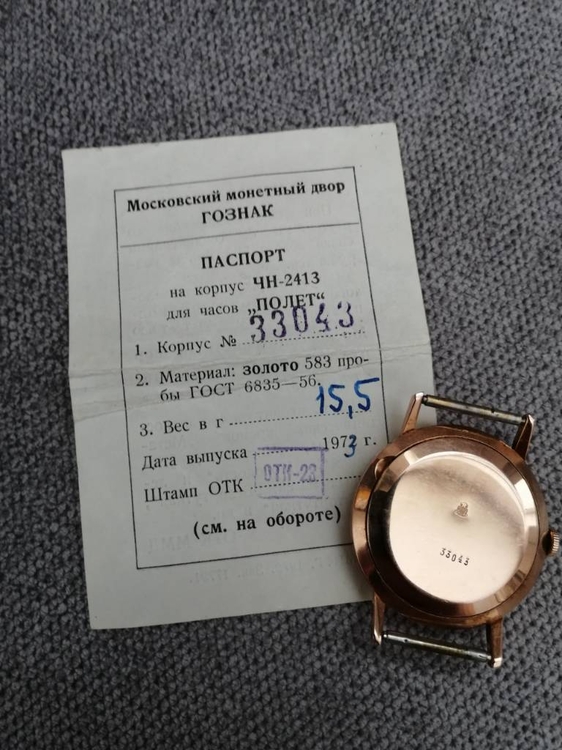 Московский монетный двор
ГОЗНАК
ПАСПОРТ
на корпус ЧН-2413
для часов „ПОЛЕТ“
1. Корпус № 33043
2. Материал: золото 583 про-
бы ГОСТ 6835—56.
3. Вес в г 15,5
Дата выпуска 1973 г.
Штамп ОТК ОТК-23
(см. на обороте)
33043